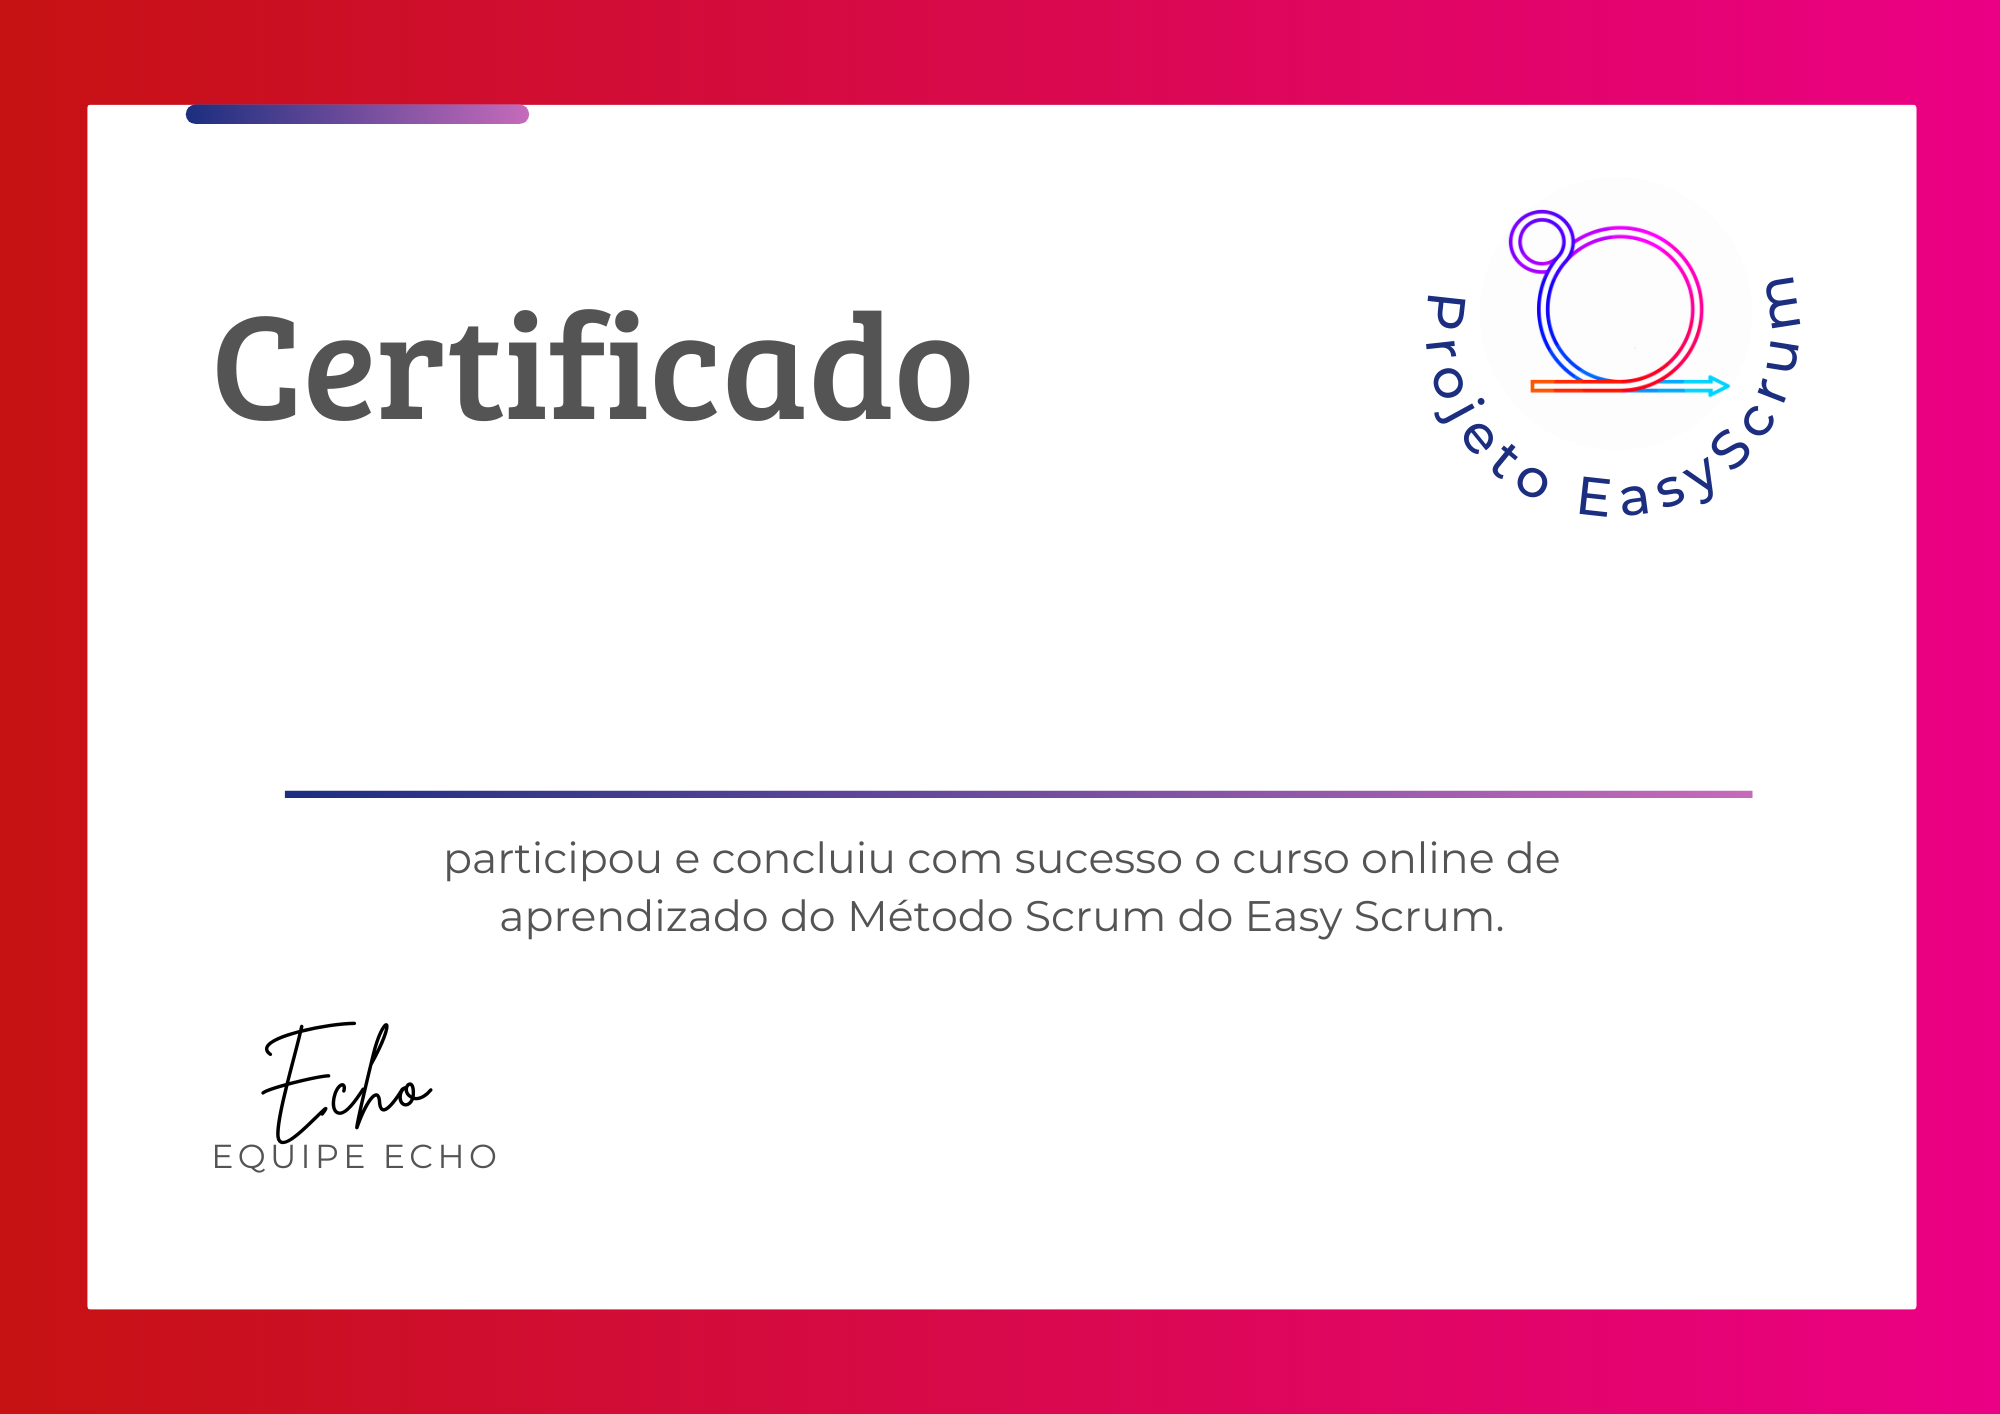 Certificado
Projeto EasyScrum
participou e concluiu com sucesso o curso online de
aprendizado do Método Scrum do Easy Scrum.
Echo
EQUIPE ECHO